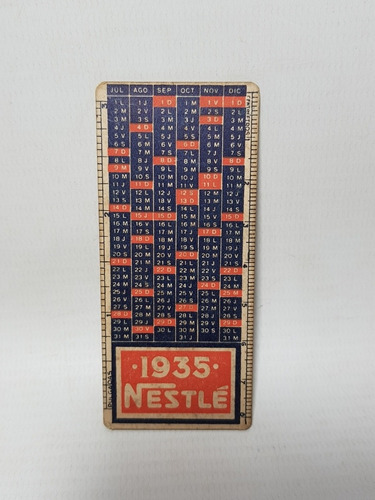 JUL AGO SEP OCT NOV DIC
1 L 1 J 1 D 1 M 1 V 1 D
2 M 2 V 2 L 2 M 2 S 2 L
3 M 3 S 3 M 3 J 3 D 3 M
4 J 4 D 4 M 4 V 4 L 4 M
5 V 5 L 5 J 5 S 5 M 5 J
6 S 6 M 6 V 6 D 6 M 6 V
7 D 7 M 7 S 7 L 7 J 7 S
8 L 8 J 8 D 8 M 8 V 8 D
9 M 9 V 9 L 9 M 9 S 9 L
10 M 10 S 10 M 10 J 10 D 10 M
11 J 11 D 11 M 11 V 11 L 11 M
12 V 12 L 12 J 12 S 12 M 12 J
13 S 13 M 13 V 13 D 13 M 13 V
14 D 14 M 14 S 14 L 14 J 14 S
15 L 15 J 15 D 15 M 15 V 15 D
16 M 16 V 16 L 16 M 16 S 16 L
17 M 17 S 17 M 17 J 17 D 17 M
18 J 18 D 18 M 18 V 18 L 18 M
19 V 19 L 19 J 19 S 19 M 19 J
20 S 20 M 20 V 20 D 20 M 20 V
21 D 21 M 21 S 21 L 21 J 21 S
22 L 22 J 22 D 22 M 22 V 22 D
23 M 23 V 23 L 23 M 23 S 23 L
24 M 24 S 24 M 24 J 24 D 24 M
25 J 25 D 25 M 25 V 25 L 25 M
26 V 26 L 26 J 26 S 26 M 26 J
27 S 27 M 27 V 27 D 27 M 27 V
28 D 28 M 28 S 28 L 28 J 28 S
29 L 29 J 29 D 29 M 29 V 29 D
30 M 30 V 30 L 30 M 30 S 30 L
31 M 31 S 31 J 31 M
·1935·
NESTLÉ
PULGADAS